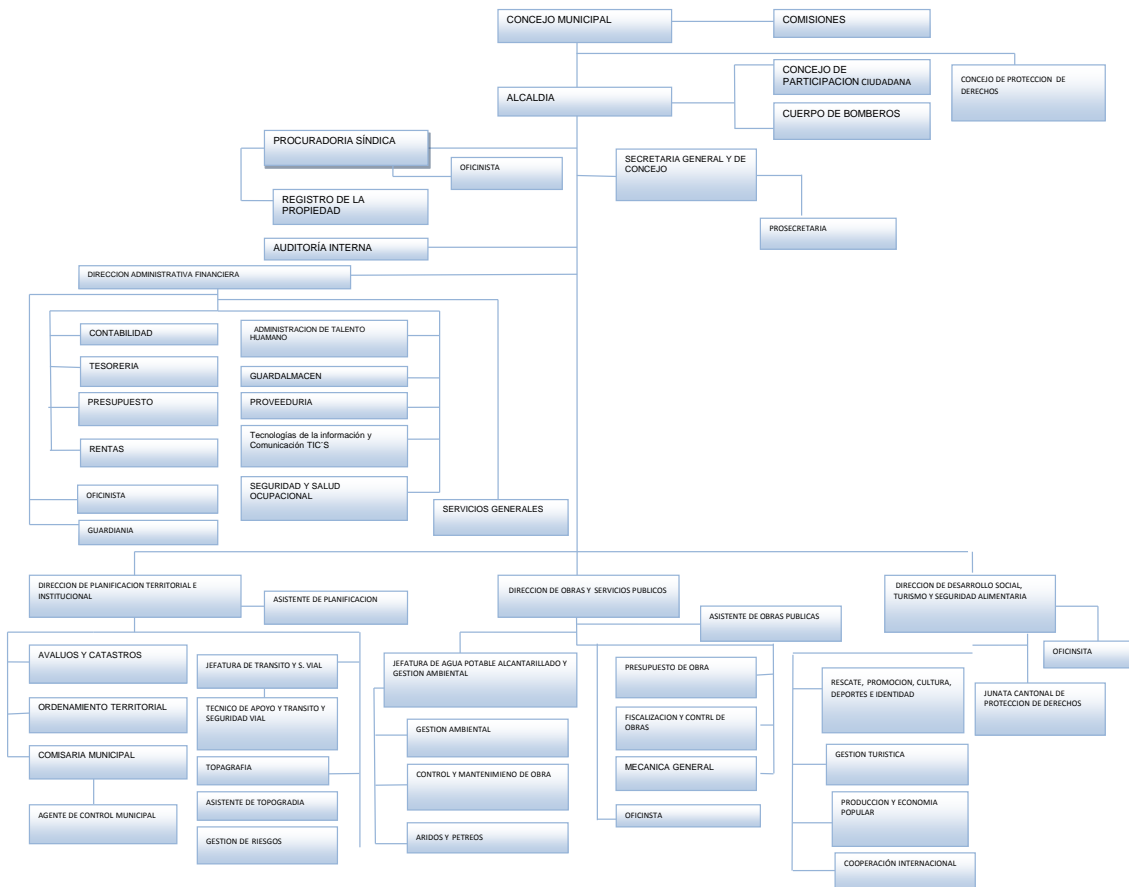 CONCEJO MUNICIPAL
COMISIONES
CONCEJO DE
PARTICIPACION CIUDADANA
CONCEJO DE PROTECCION DE
DERECHOS
ALCALDIA
CUERPO DE BOMBEROS
PROCURADORIA SÍNDICA
OFICINISTA
SECRETARIA GENERAL Y DE
CONCEJO
REGISTRO DE LA
PROPIEDAD
PROSECRETARIA
AUDITORÍA INTERNA
DIRECCION ADMINISTRATIVA FINANCIERA
CONTABILIDAD
TESORERIA
PRESUPUESTO
RENTAS
OFICINISTA
GUARDIANIA
ADMINISTRACION DE TALENTO
HUAMANO
GUARDALMACEN
PROVEEDURIA
Tecnologías de la información y
Comunicación TIC`S
SEGURIDAD Y SALUD
OCUPACIONAL
SERVICIOS GENERALES
DIRECCION DE PLANIFICACION TERRITORIAL E
INSTITUCIONAL
ASISTENTE DE PLANIFICACION
AVALUOS Y CATASTROS
ORDENAMIENTO TERRITORIAL
COMISARIA MUNICIPAL
AGENTE DE CONTROL MUNICIPAL
JEFATURA DE TRANSITO Y S. VIAL
TECNICO DE APOYO Y TRANSITO Y
SEGURIDAD VIAL
TOPAGRAFIA
ASISTENTE DE TOPOGRADIA
GESTION DE RIESGOS
DIRECCION DE OBRAS Y SERVICIOS PUBLICOS
ASISTENTE DE OBRAS PUBLICAS
JEFATURA DE AGUA POTABLE ALCANTARILLADO Y
GESTION AMBIENTAL
GESTION AMBIENTAL
CONTROL Y MANTENIMIENO DE OBRA
ARIDOS Y PETREOS
PRESUPUESTO DE OBRA
FISCALIZACION Y CONTRL DE
OBRAS
MECANICA GENERAL
OFICINSTA
DIRECCION DE DESARROLLO SOCIAL,
TURISMO Y SEGURIDAD ALIMENTARIA
OFICINSITA
RESCATE, PROMOCION, CULTURA,
DEPORTES E IDENTIDAD
JUNATA CANTONAL DE
PROTECCION DE DERECHOS
GESTION TURISTICA
PRODUCCION Y ECONOMIA
POPULAR
COOPERACIÓN INTERNACIONAL